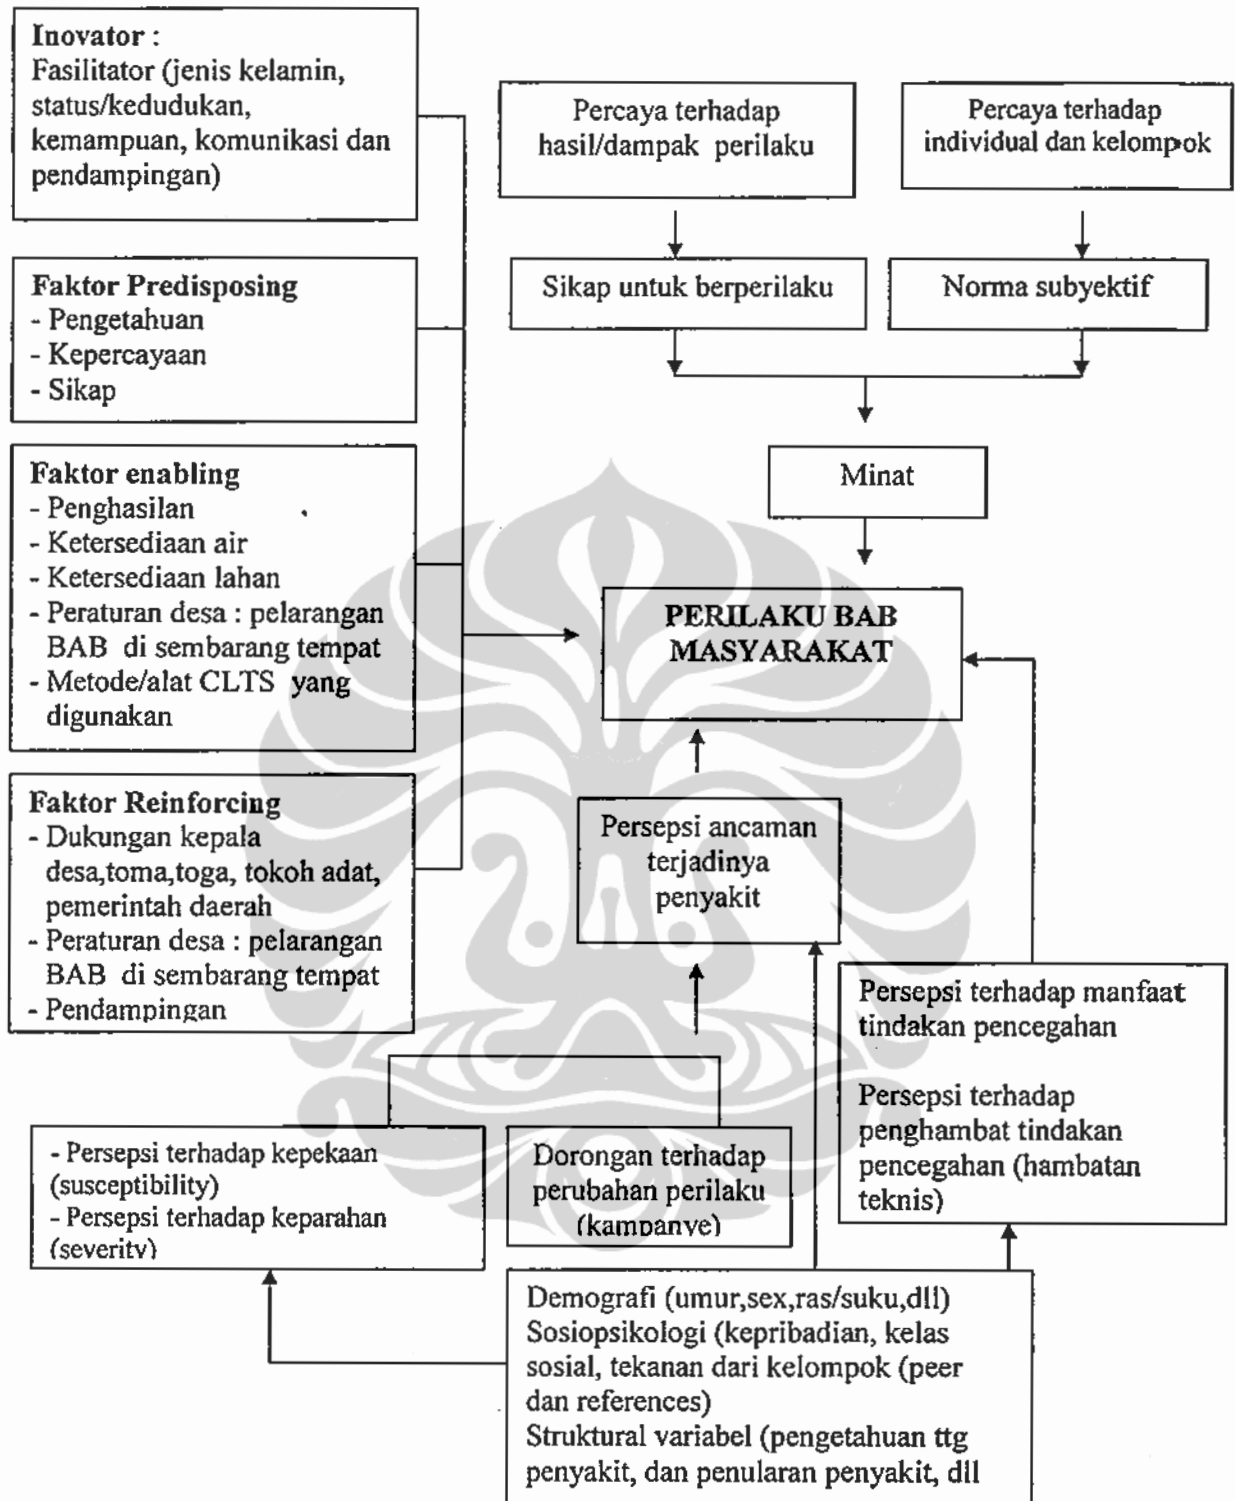 Inovator :
Fasilitator (jenis kelamin,
status/kedudukan,
kemampuan, komunikasi dan
pendampingan)
Percaya terhadap
hasil/dampak perilaku
Percaya terhadap
individual dan kelompok
Faktor Predisposing
- Pengetahuan
- Kepercayaan
- Sikap
Sikap untuk berperilaku
Norma subyektif
Faktor enabling
- Penghasilan
- Ketersediaan air
- Ketersediaan lahan
- Peraturan desa : pelarangan
BAB di sembarang tempat
- Metode/alat CLTS yang
digunakan
Minat
PERILAKU BAB
MASYARAKAT
Faktor Reinforcing
- Dukungan kepala
desa,toma,toga, tokoh adat,
pemerintah daerah
- Peraturan desa : pelarangan
BAB di sembarang tempat
- Pendampingan
Persepsi ancaman
terjadinya
penyakit
Persepsi terhadap manfaat
tindakan pencegahan
Persepsi terhadap
penghambat tindakan
pencegahan (hambatan
teknis)
- Persepsi terhadap kepekaan
(susceptibility)
- Persepsi terhadap keparahan
(severity)
Dorongan terhadap
perubahan perilaku
(kampanye)
Demografi (umur,sex,ras/suku,dll)
Sosiopsikologi (kepribadian, kelas
sosial, tekanan dari kelompok (peer
dan references)
Struktural variabel (pengetahuan ttg
penyakit, dan penularan penyakit, dll